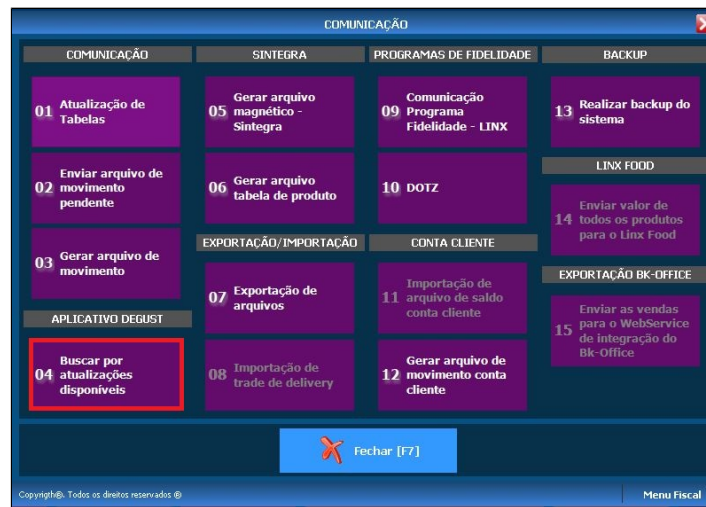 COMUNICAÇÃO
COMUNICAÇÃO
01 Atualização de
Tabelas
02 Enviar arquivo de
movimento
pendente
03 Gerar arquivo de
movimento
APLICATIVO DEGUST
04 Buscar por
atualizações
disponíveis
SINTEGRA
05 Gerar arquivo
magnético -
Sintegra
06 Gerar arquivo
tabela de produto
EXPORTAÇÃO/IMPORTAÇÃO
07 Exportação de
arquivos
08 Importação de
trade de delivery
PROGRAMAS DE FIDELIDADE
09 Comunicação
Programa
Fidelidade - LINX
10 DOTZ
CONTA CLIENTE
11 Importação de
arquivo de saldo
conta cliente
12 Gerar arquivo de
movimento conta
cliente
BACKUP
13 Realizar backup do
sistema
LINX FOOD
14 Enviar valor de
todos os produtos
para o Linx Food
EXPORTAÇÃO BK-OFFICE
15 Enviar as vendas
para o WebService
de integração do
Bk-Office
Fechar [F7]
Copyrigth®. Todos os direitos reservados ®
Menu Fiscal